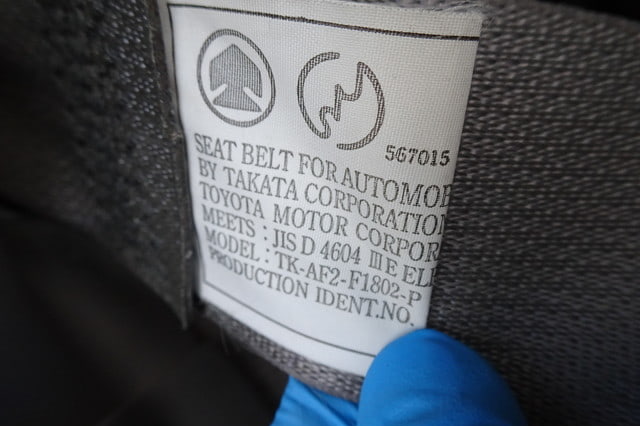 567015
SEAT BELT FOR AUTOMOB
BY TAKATA CORPORATION
TOYOTA MOTOR CORPOR
MEETS : JIS D 4604 III E ELL
MODEL : TK-AF2-F1802-P
PRODUCTION IDENT.NO.